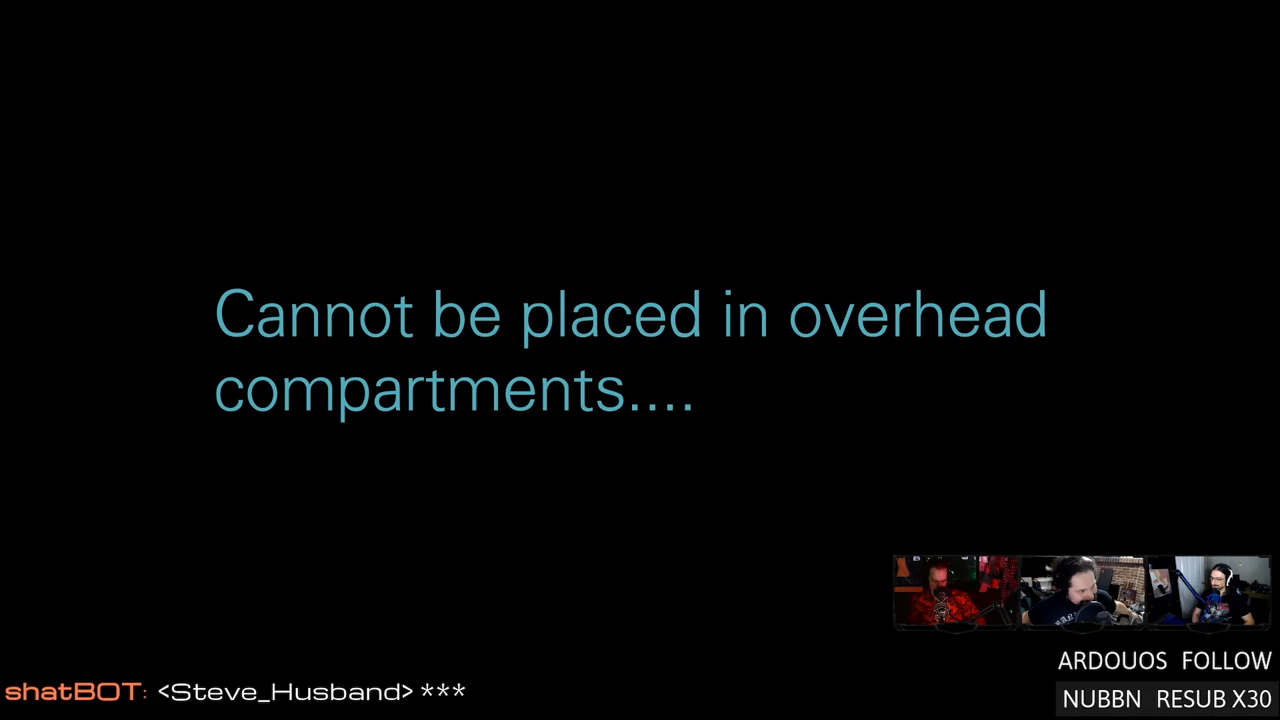 Cannot be placed in overhead
compartments....
ARDOUOS FOLLOW
shatBOT: <Steve_Husband> ***
NUBBN RESUB X30